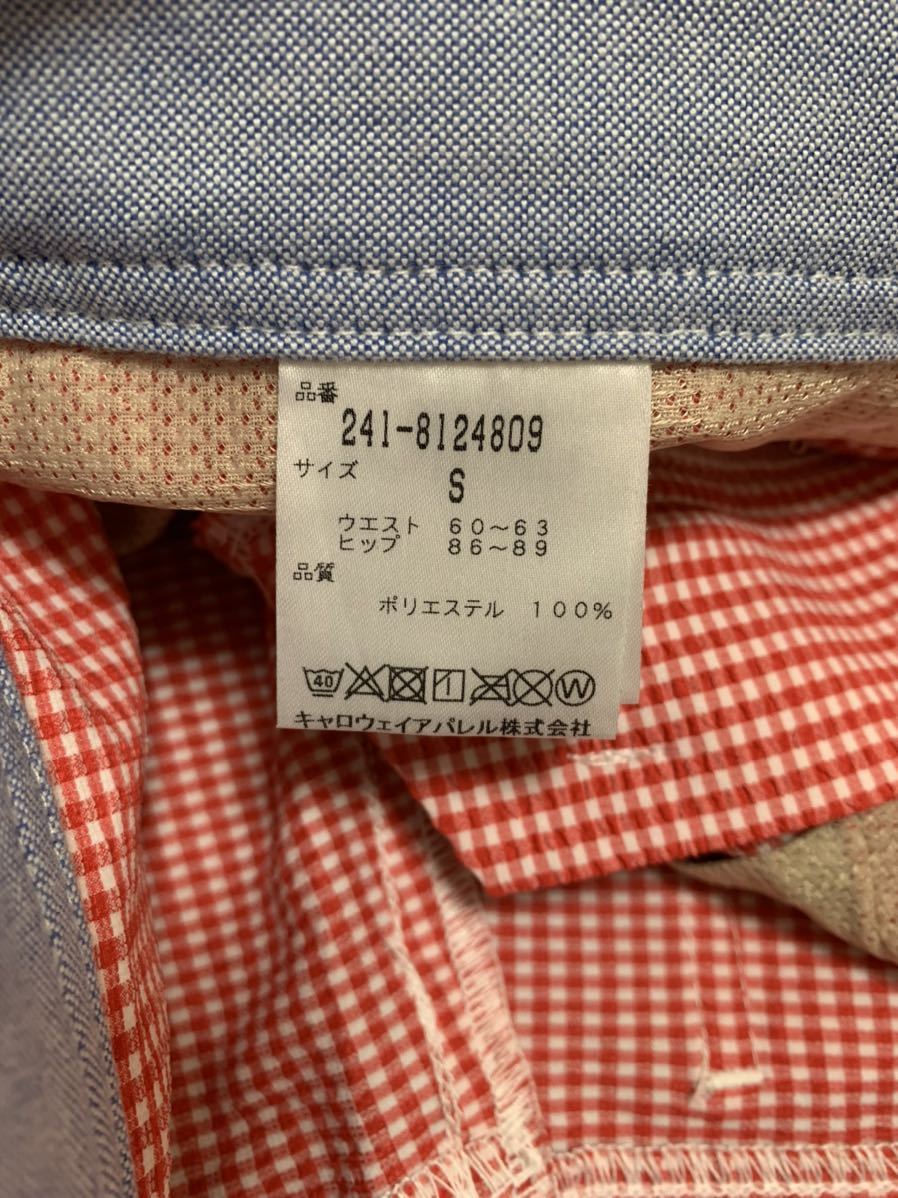 品番
241-8124809
サイズ
S
ウエスト 60〜63
ヒップ 86〜89
品質
ポリエステル 100%
40 W
キャロウェイアパレル株式会社